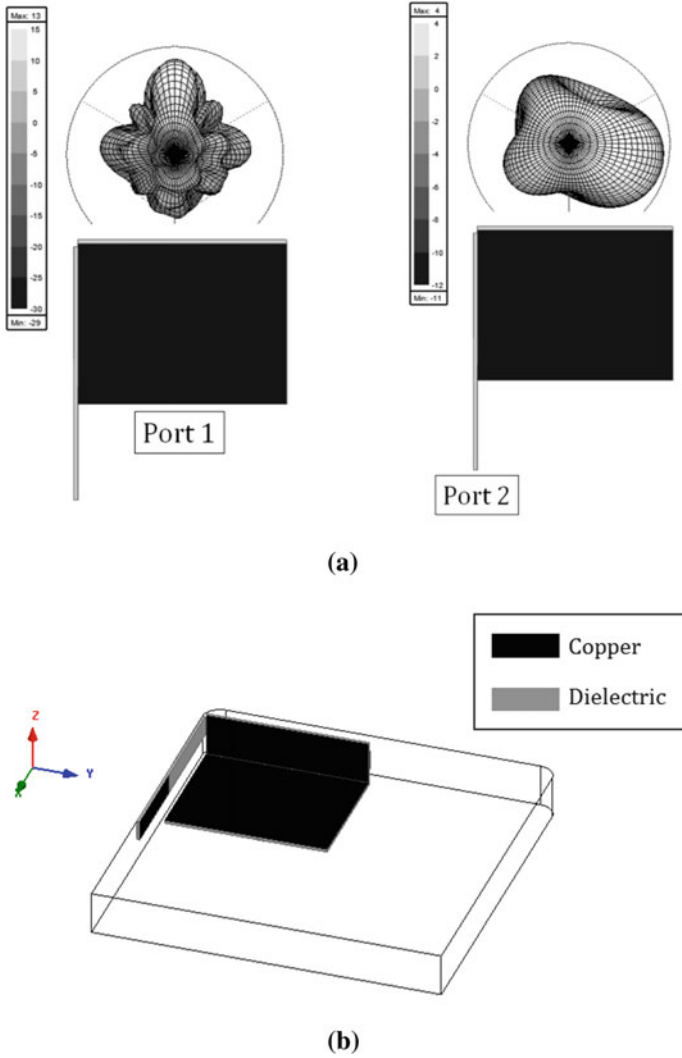 Max: 13
15
10
5
0
-5
-10
-15
-20
-25
-30
Min: -29
Port 1
Max: 4
4
2
0
-2
-4
-6
-8
-10
-12
Min: -11
Port 2
(a)
Copper
Dielectric
Z
Y
X
(b)